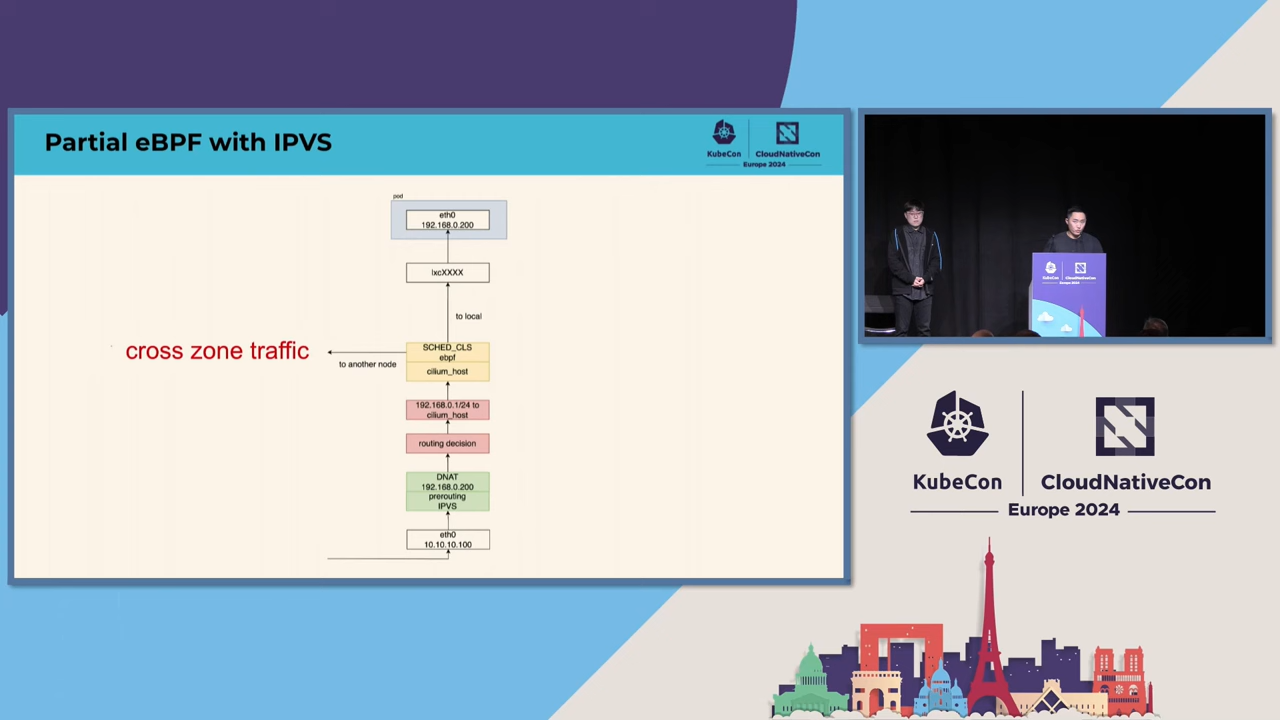 Partial eBPF with IPVS
KubeCon
CloudNativeCon
Europe 2024
pod
eth0
192.168.0.200
lxcXXXX
to local
cross zone traffic
to another node
SCHED_CLS
ebpf
cilium_host
192.168.0.1/24 to
cilium_host
routing decision
DNAT
192.168.0.200
prerouting
IPVS
eth0
10.10.10.100
KubeCon
CloudNativeCon
KubeCon
CloudNativeCon
Europe 2024